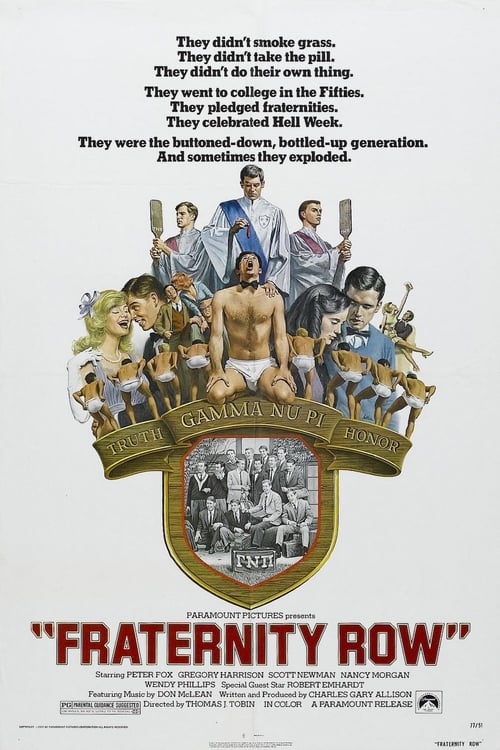 They didn't smoke grass.
They didn't take the pill.
They didn't do their own thing.
They went to college in the Fifties.
They pledged fraternities.
They celebrated Hell Week.
They were the buttoned-down, bottled-up generation.
And sometimes they exploded.
GAMMA NU PI
TRUTH
HONOR
ΓΝΠ
PARAMOUNT PICTURES presents
"FRATERNITY ROW"
Starring PETER FOX GREGORY HARRISON SCOTT NEWMAN NANCY MORGAN
WENDY PHILLIPS Special Guest Star ROBERT EMHARDT
Featuring Music by DON McLEAN Written and Produced by CHARLES GARY ALLISON
PG PARENTAL GUIDANCE SUGGESTED
Directed by THOMAS J. TOBIN IN COLOR A PARAMOUNT RELEASE
Paramount
77/91
"FRATERNITY ROW"